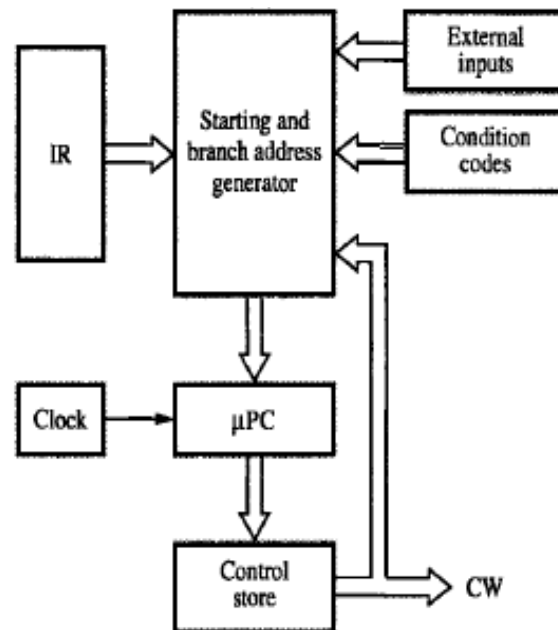 External
inputs
Starting and
branch address
generator
IR
Condition
codes
Clock
μPC
Control
store
CW